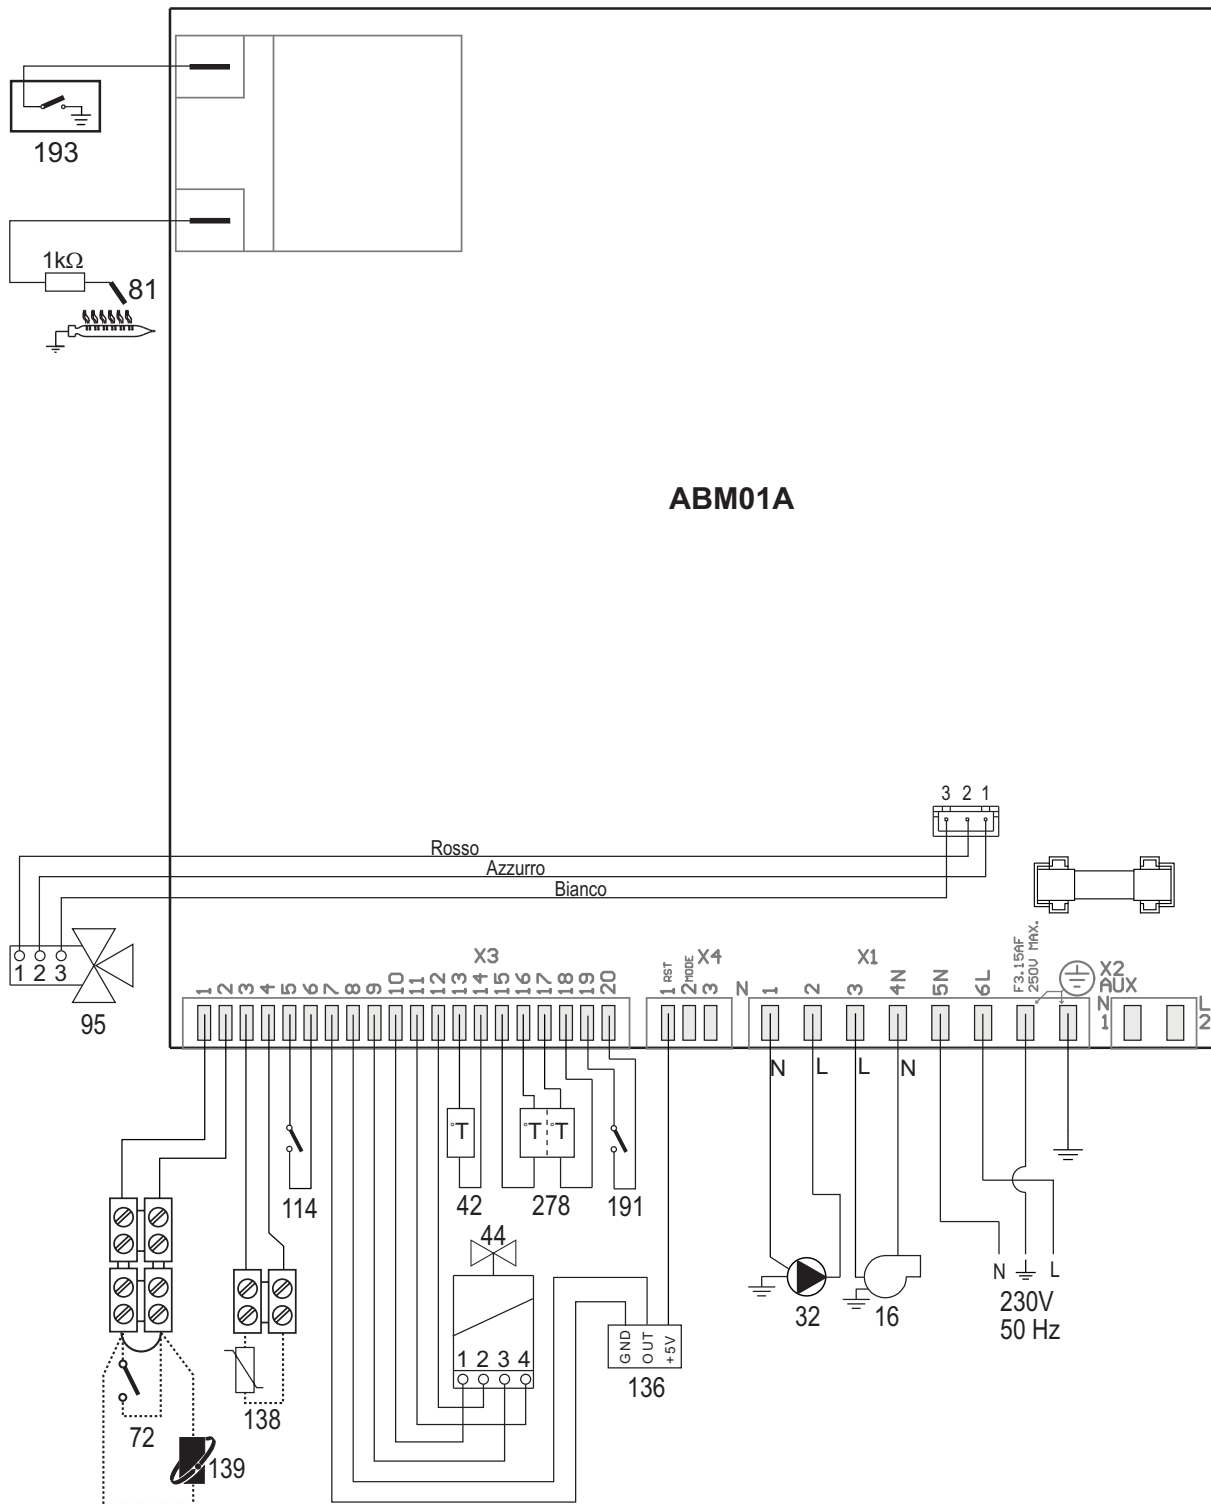 193
1kΩ
81
ABM01A
3 2 1
Rosso
Azzurro
Bianco
1 2 3
95
X3
1 2 3 4 5 6 7 8 9 10 11 12 13 14 15 16 17 18 19 20
X4
1 RST
2 MODE
3
N
X1
1 2 3 4N 5N 6L
F3.15AF
250V MAX.
X2
AUX
N
1
L
2
N L L N
°T
°T °T
114 42 278 191
44
1 2 3 4
GND
OUT
+5V
136
32
16
N L
230V
50 Hz
72
138
139